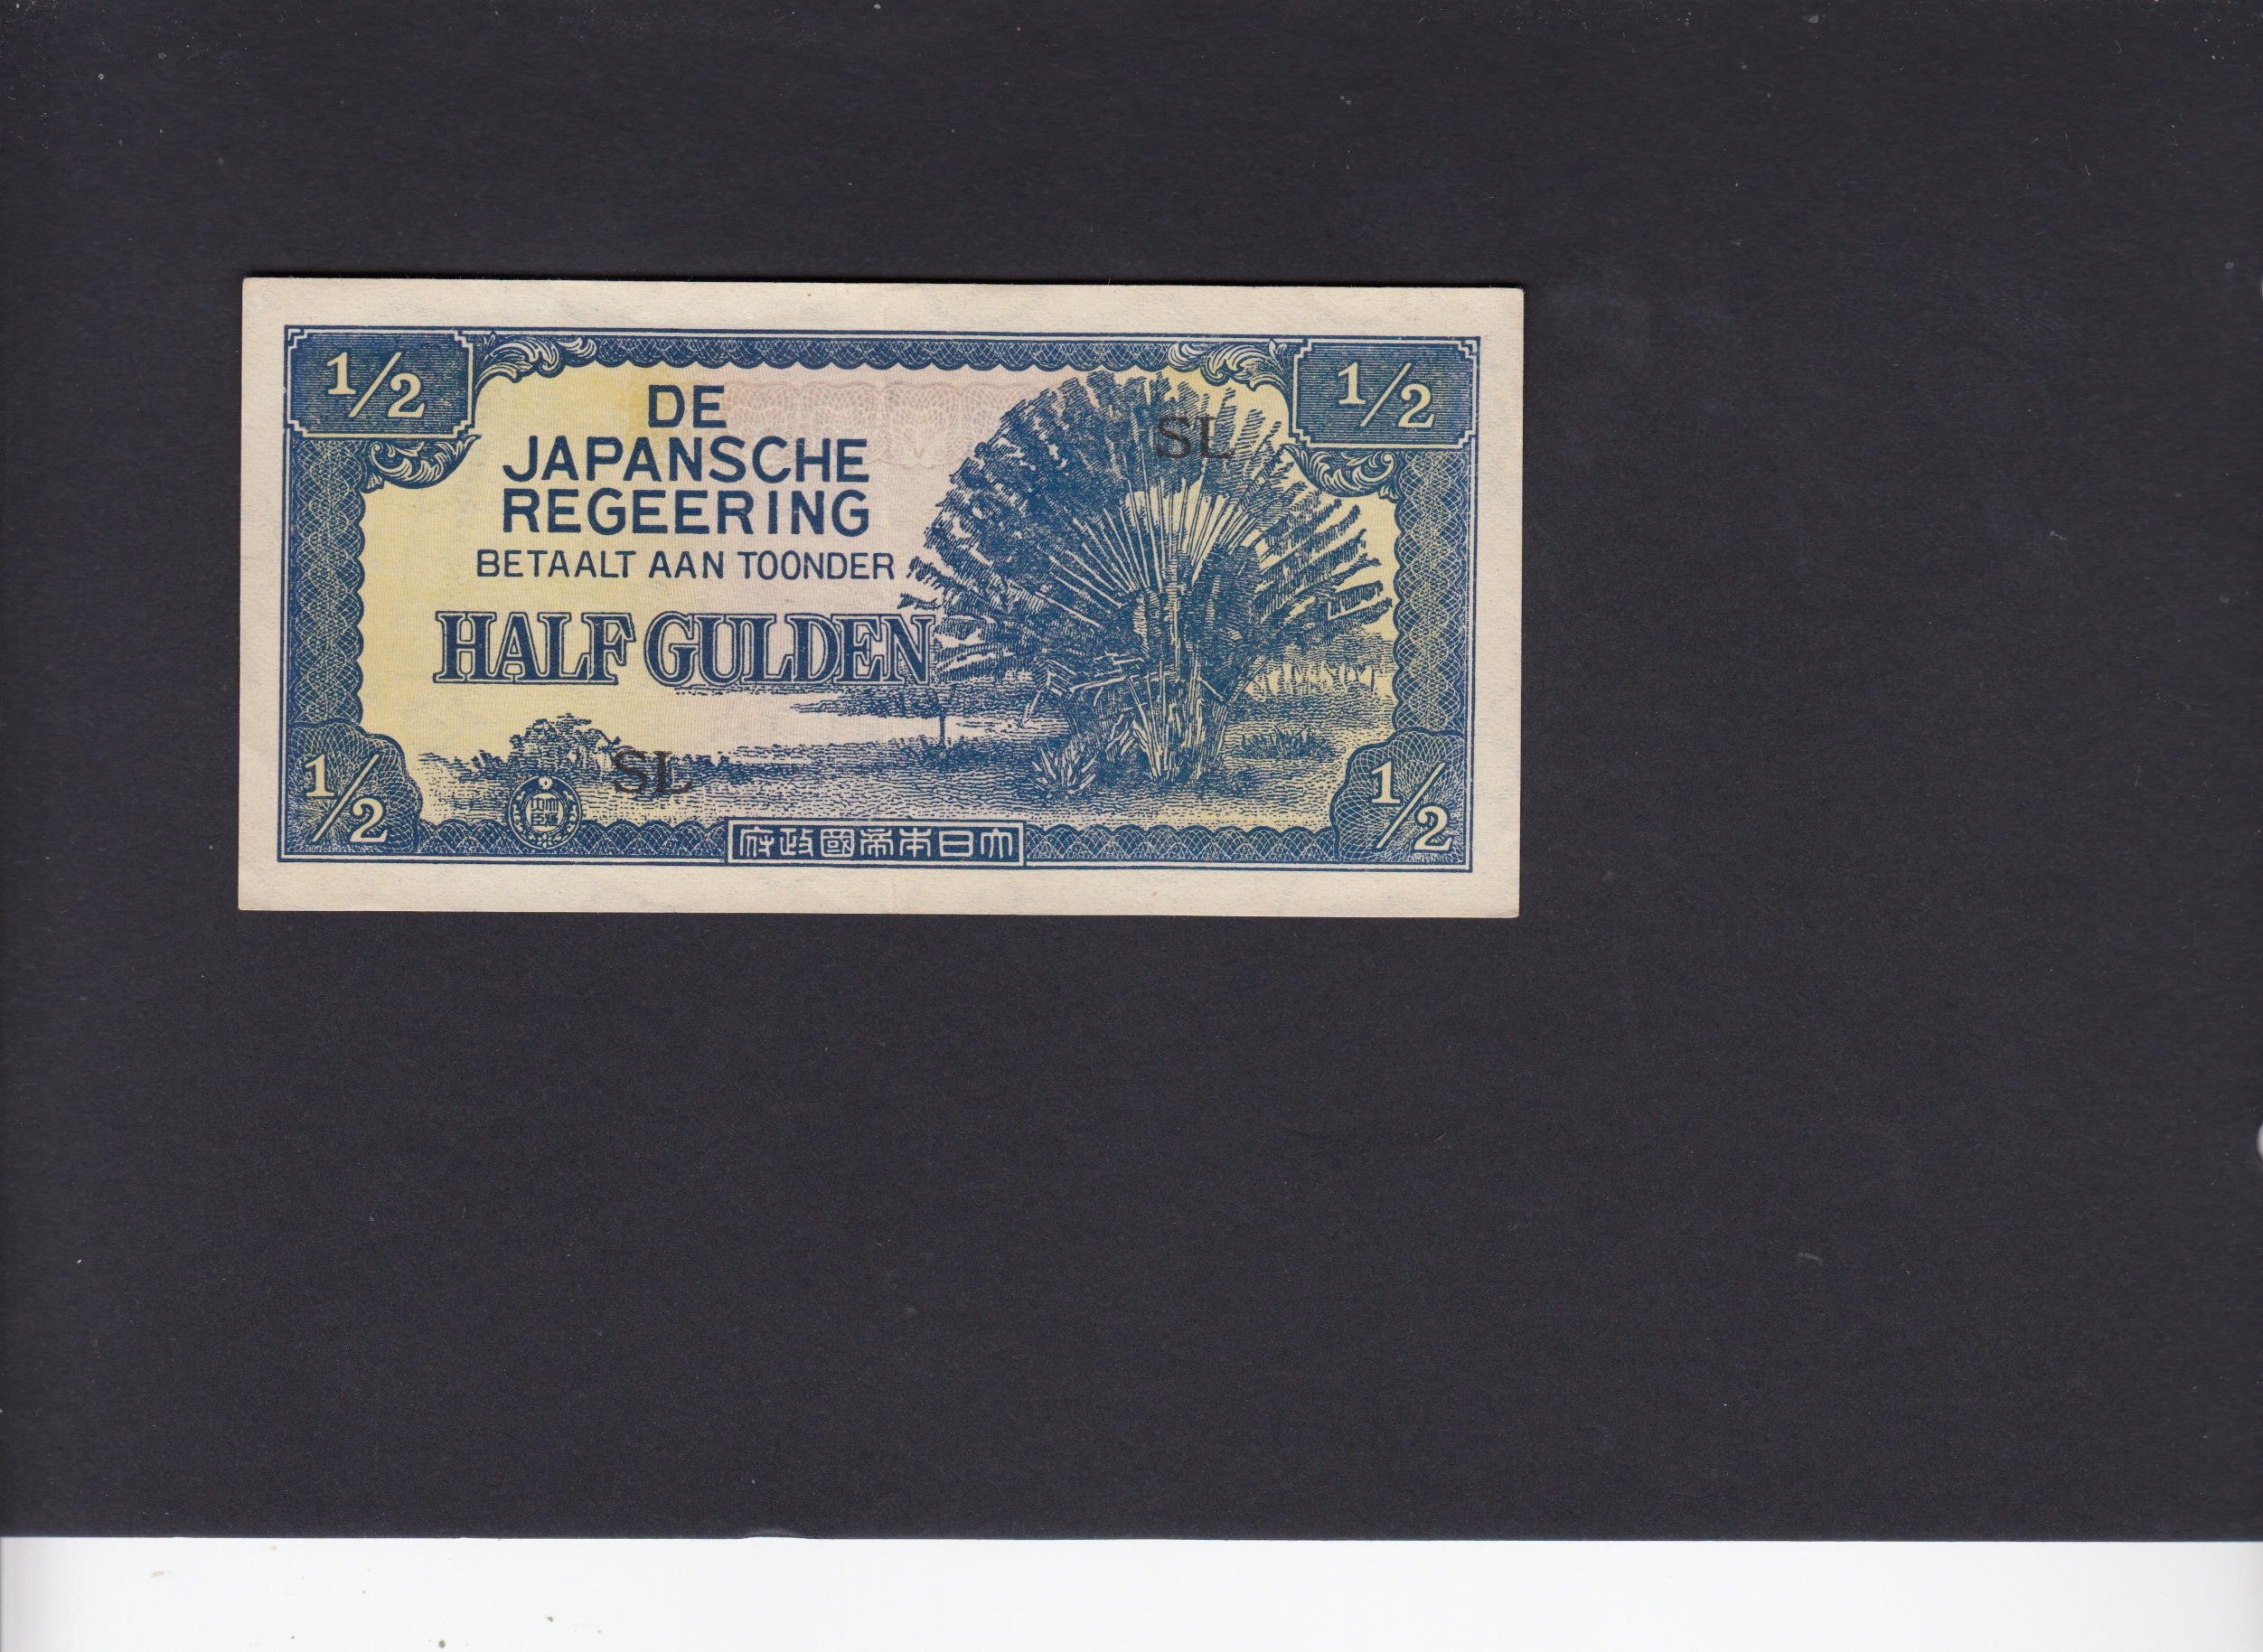 1/2
1/2
DE
JAPANSCHE
REGEERING
BETAALT AAN TOONDER
HALF GULDEN
SL
SL
1/2
1/2
府政國帝本日大